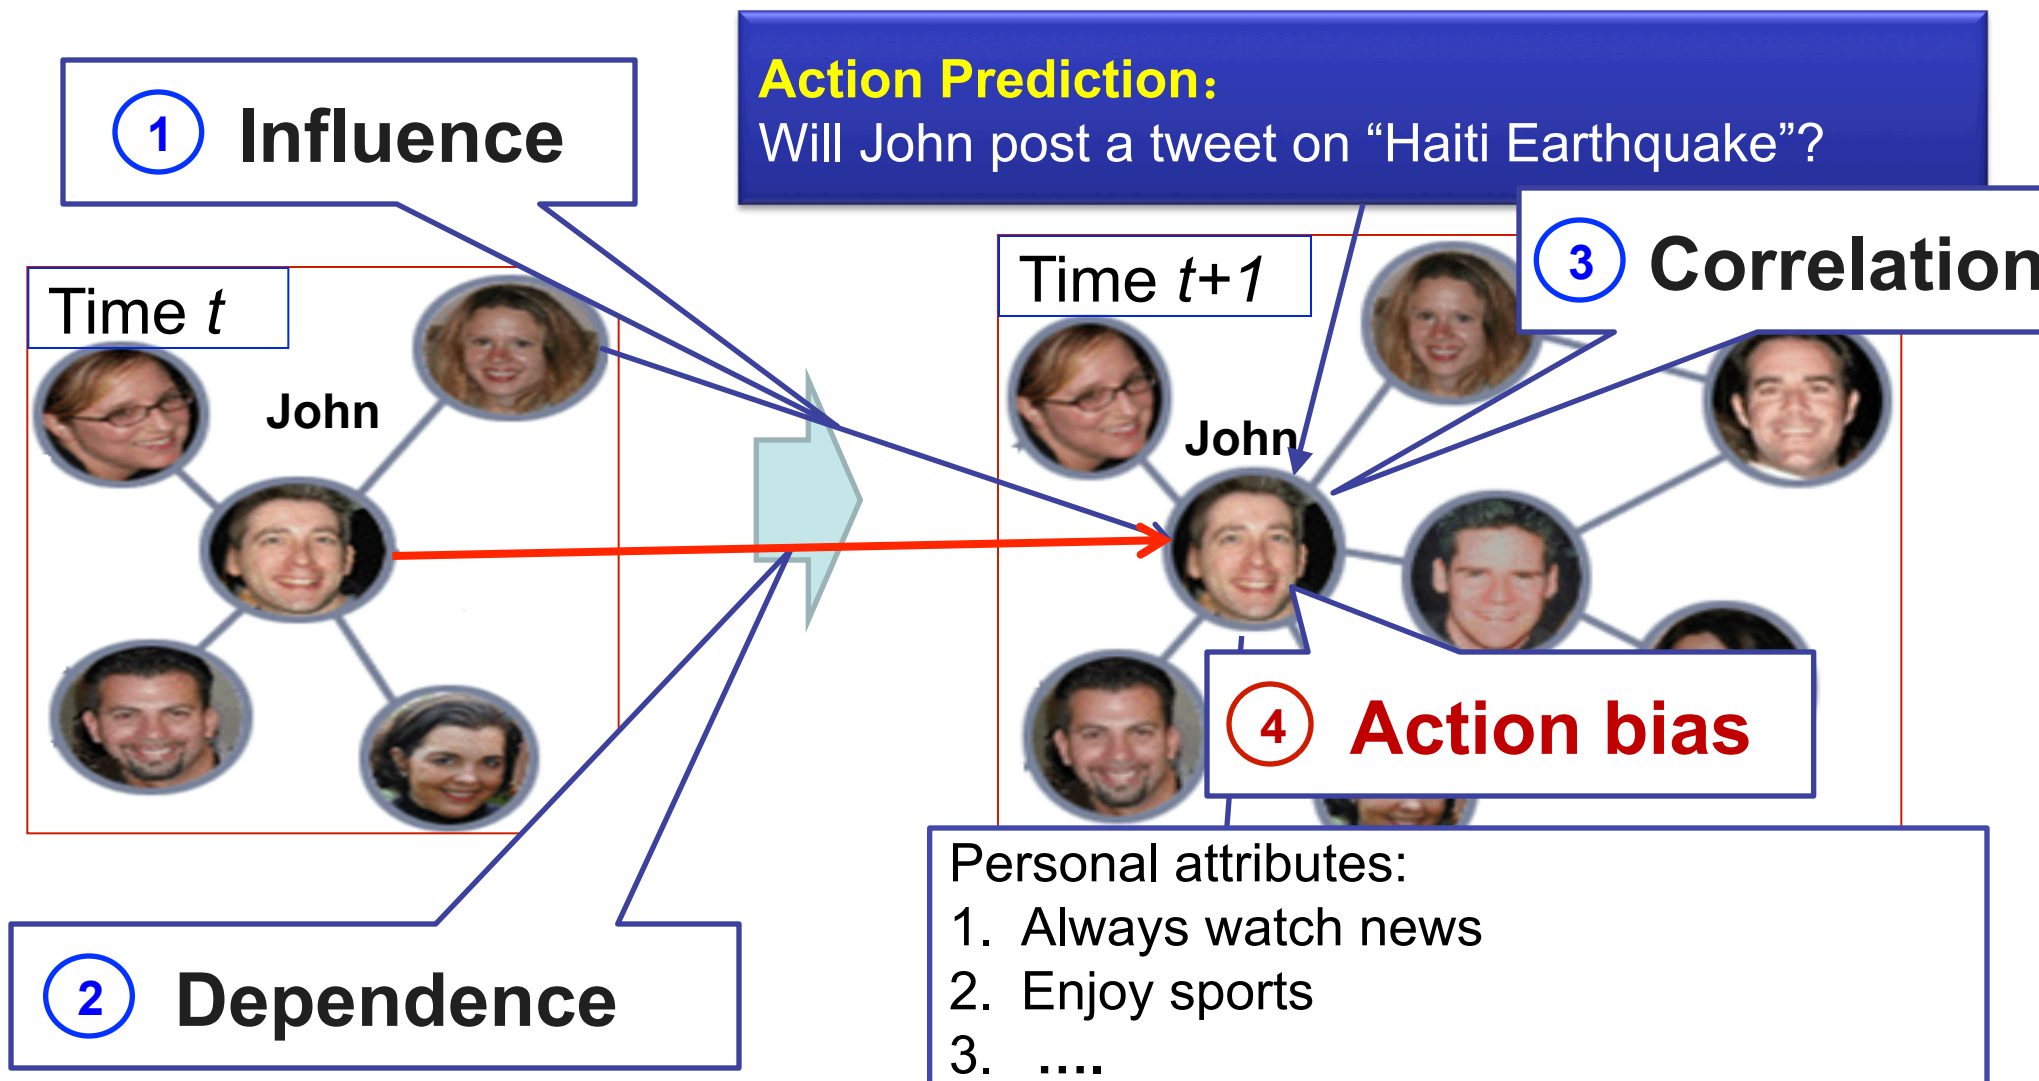 Action Prediction：
Will John post a tweet on “Haiti Earthquake”?
1 Influence
3 Correlation
Time t
Time t+1
John
John
4 Action bias
2 Dependence
Personal attributes:
1. Always watch news
2. Enjoy sports
3. ....